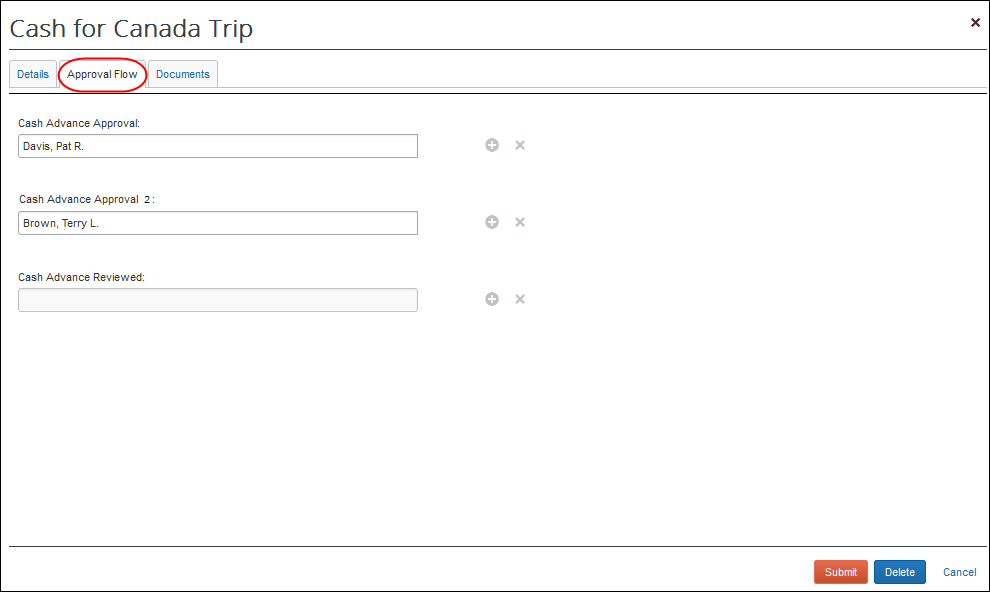 Cash for Canada Trip
Details Approval Flow Documents
Cash Advance Approval:
Davis, Pat R.
Cash Advance Approval 2 :
Brown, Terry L.
Cash Advance Reviewed:
Submit Delete Cancel